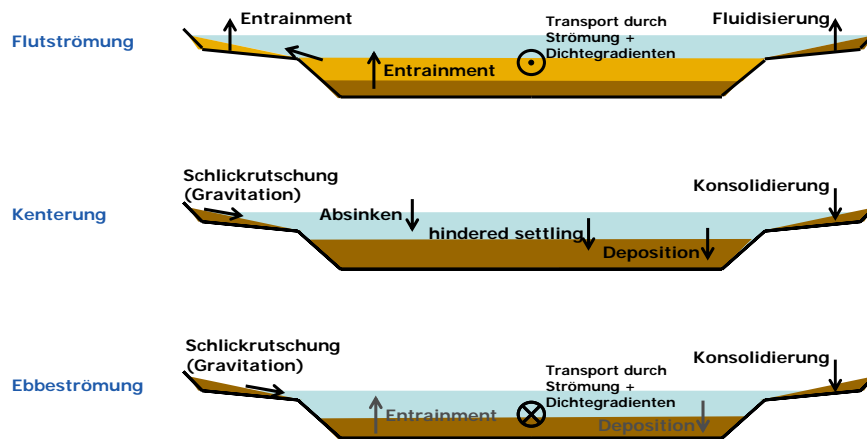 Entrainment
Transport durch
Strömung +
Dichtegradienten
Fluidisierung
Flutströmung
Entrainment
Schlickrutschung
(Gravitation)
Konsolidierung
Kenterung
Absinken
hindered settling
Deposition
Schlickrutschung
(Gravitation)
Konsolidierung
Transport durch
Strömung +
Dichtegradienten
Ebbeströmung
Entrainment
Deposition